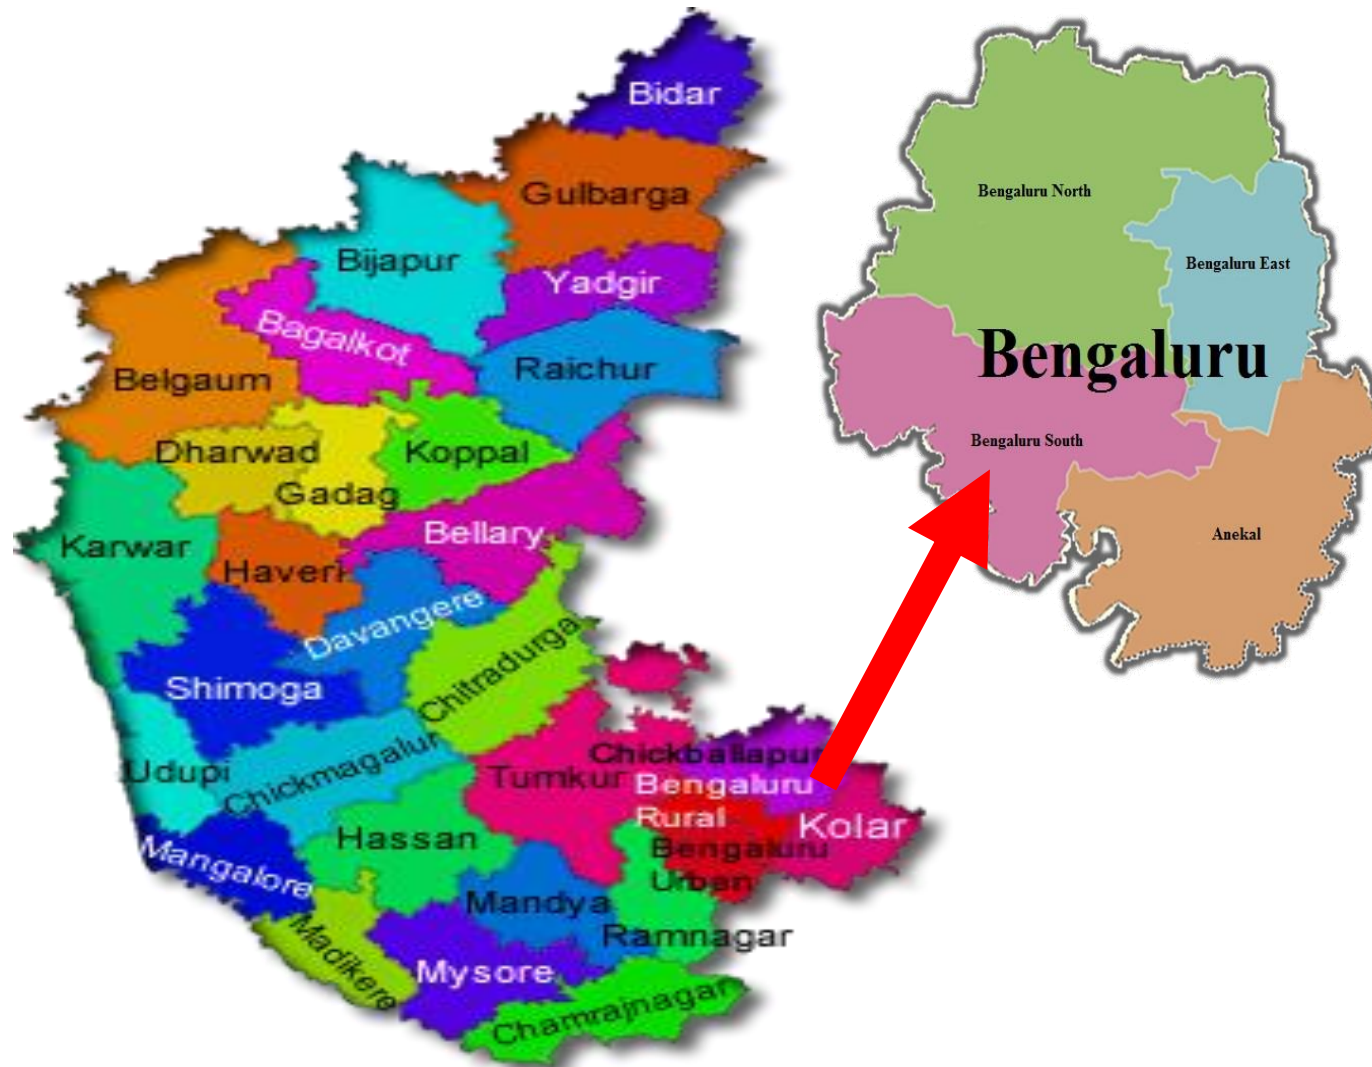 Bidar
Gulbarga
Bijapur
Yadgir
Bagalkot
Raichur
Belgaum
Dharwad
Koppal
Gadag
Bellary
Karwar
Haveri
Davangere
Chitradurga
Shimoga
Udupi
Chickmagalur
Tumkur
Chickballapur
Bengaluru
Rural
Kolar
Hassan
Bengaluru
Urban
Mangalore
Mandya
Ramnagar
Madikere
Mysore
Chamrajnagar
Bengaluru North
Bengaluru East
Bengaluru
Bengaluru South
Anekal